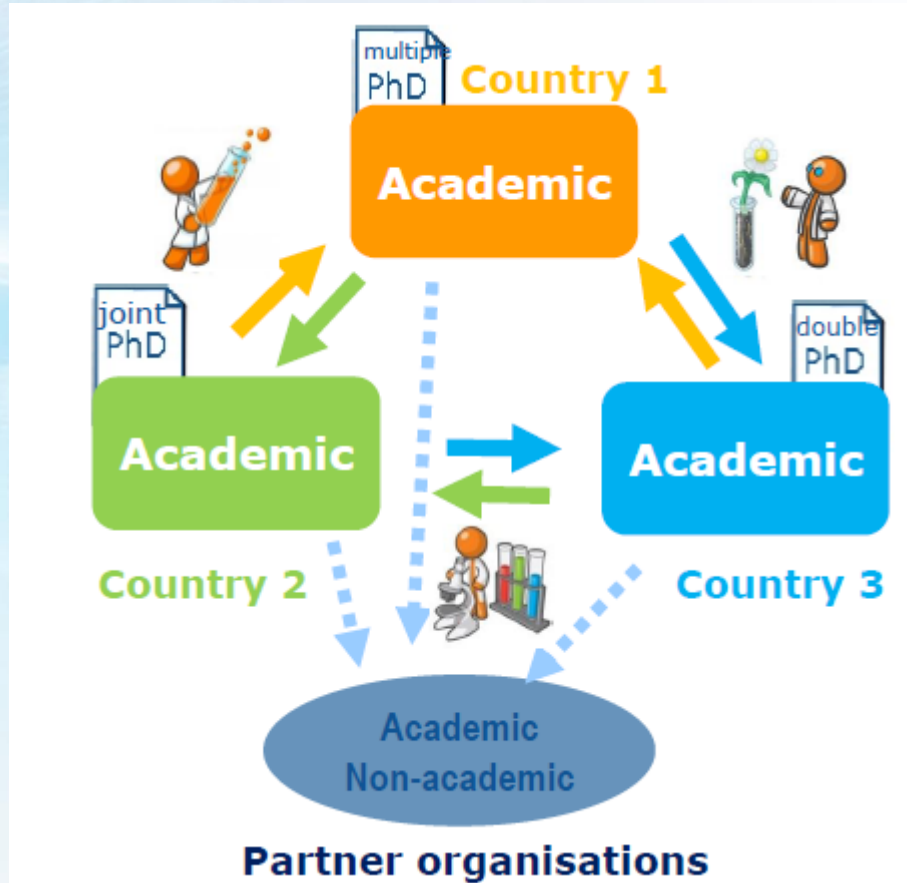 multiple
PhD
Country 1
Academic
joint
PhD
double
PhD
Academic
Academic
Country 2
Country 3
Academic
Non-academic
Partner organisations